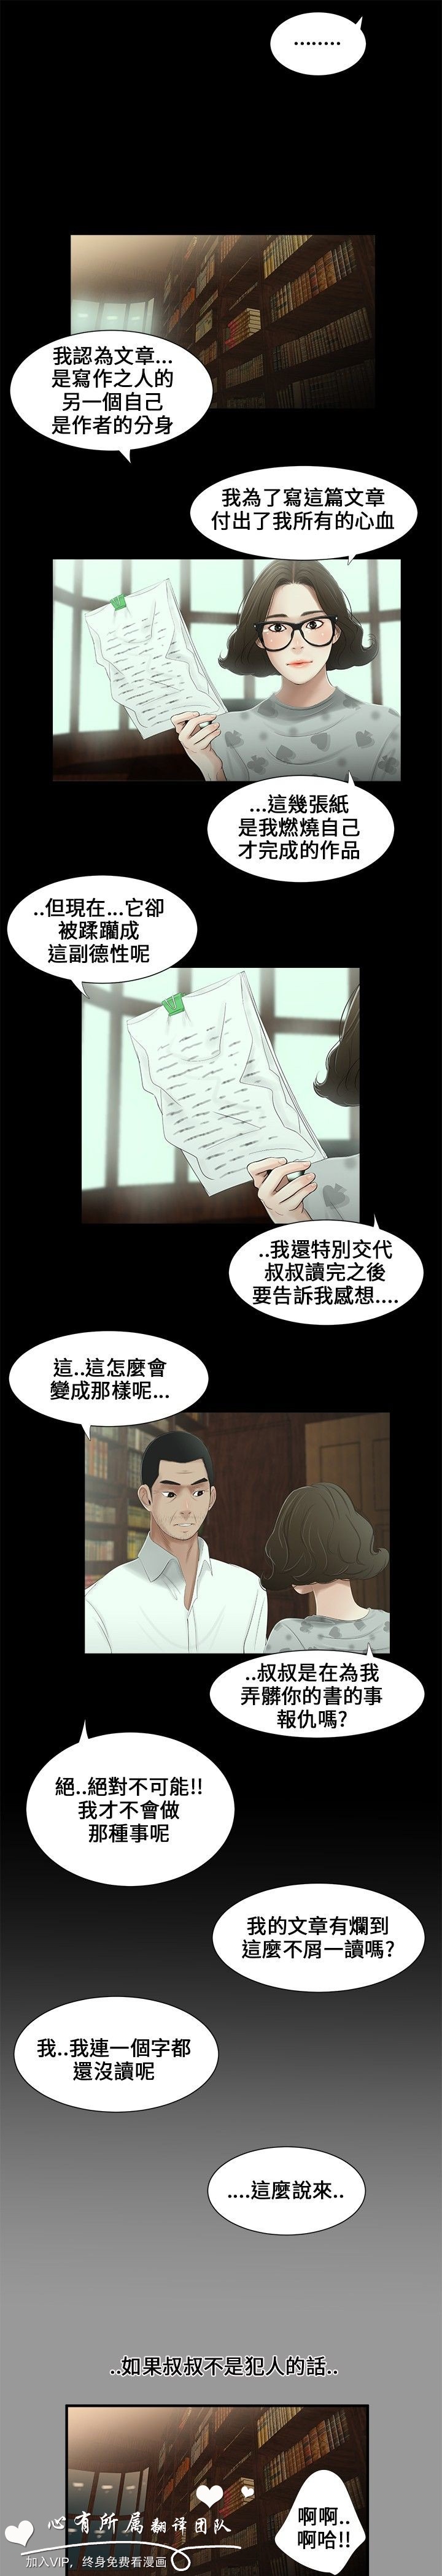 ........
我認為文章...
是寫作之人的
另一個自己
是作者的分身
我為了寫這篇文章
付出了我所有的心血
...這幾張紙
是我燃燒自己
才完成的作品
..但現在...它卻
被蹂躪成
這副德性呢
..我還特別交代
叔叔讀完之後
要告訴我感想....
這..這怎麼會
變成那樣呢...
..叔叔是在為我
弄髒你的書的事
報仇嗎?
絕..絕對不可能!!
我才不會做
那種事呢
我的文章有爛到
這麼不屑一讀嗎?
我..我連一個字都
還沒讀呢
....這麼說來..
..如果叔叔不是犯人的話..
啊啊..
啊哈!!
心有所属翻译团队
加入VIP，终身免费看漫画